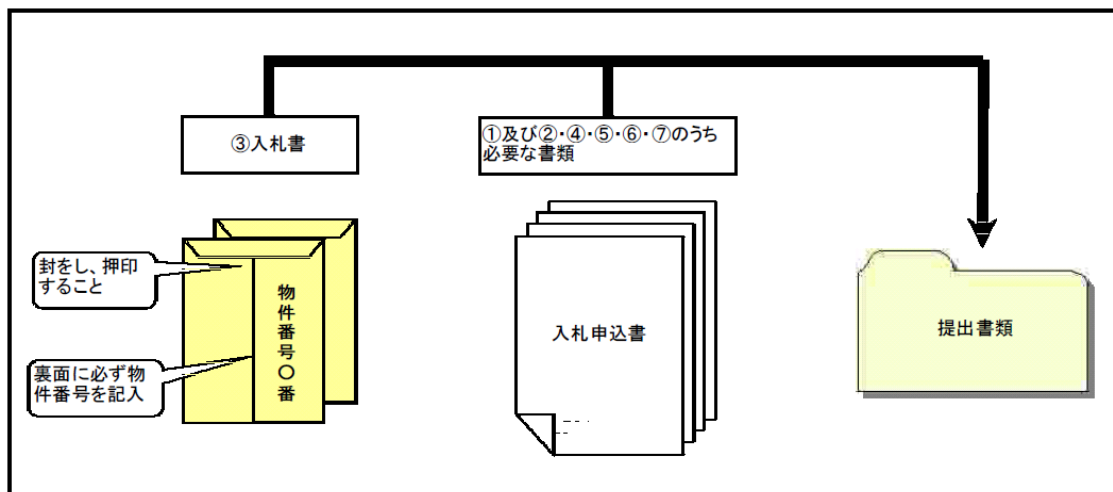 ③入札書
①及び②・④・⑤・⑥・⑦のうち
必要な書類
封をし、押印
すること
物件番号〇番
裏面に必ず物
件番号を記入
入札申込書
提出書類